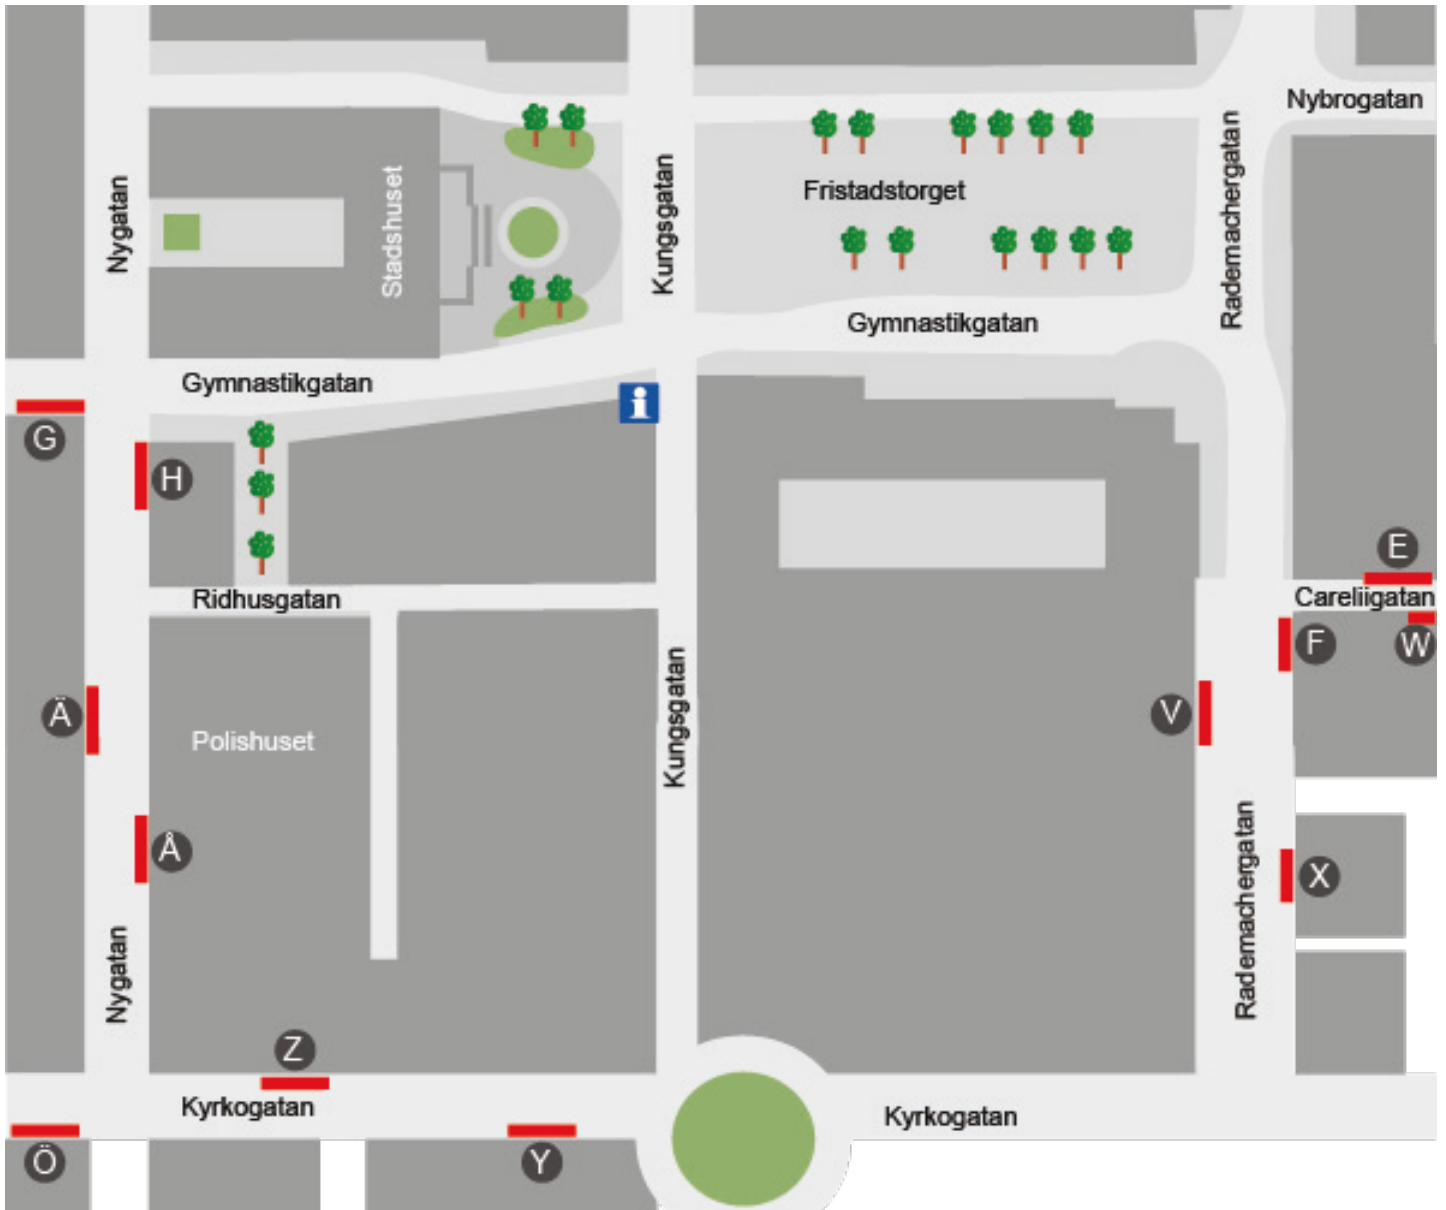 Nybrogatan
Nygatan
Stadshuset
Kungsgatan
Fristadstorget
Rademachergatan
Gymnastikgatan
Gymnastikgatan
i
G
H
E
Ridhusgatan
Careliigatan
F
W
Ä
Polishuset
Kungsgatan
V
Å
Rademachergatan
X
Nygatan
Z
Kyrkogatan
Kyrkogatan
Ö
Y